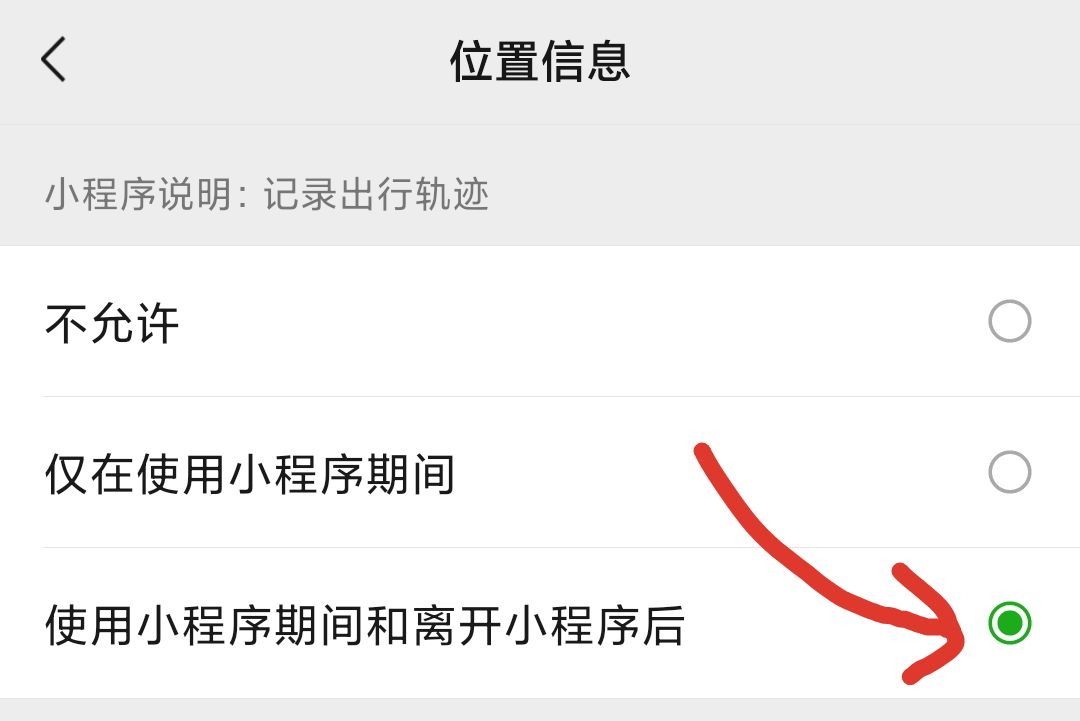 位置信息
小程序说明：记录出行轨迹
不允许
仅在使用小程序期间
使用小程序期间和离开小程序后